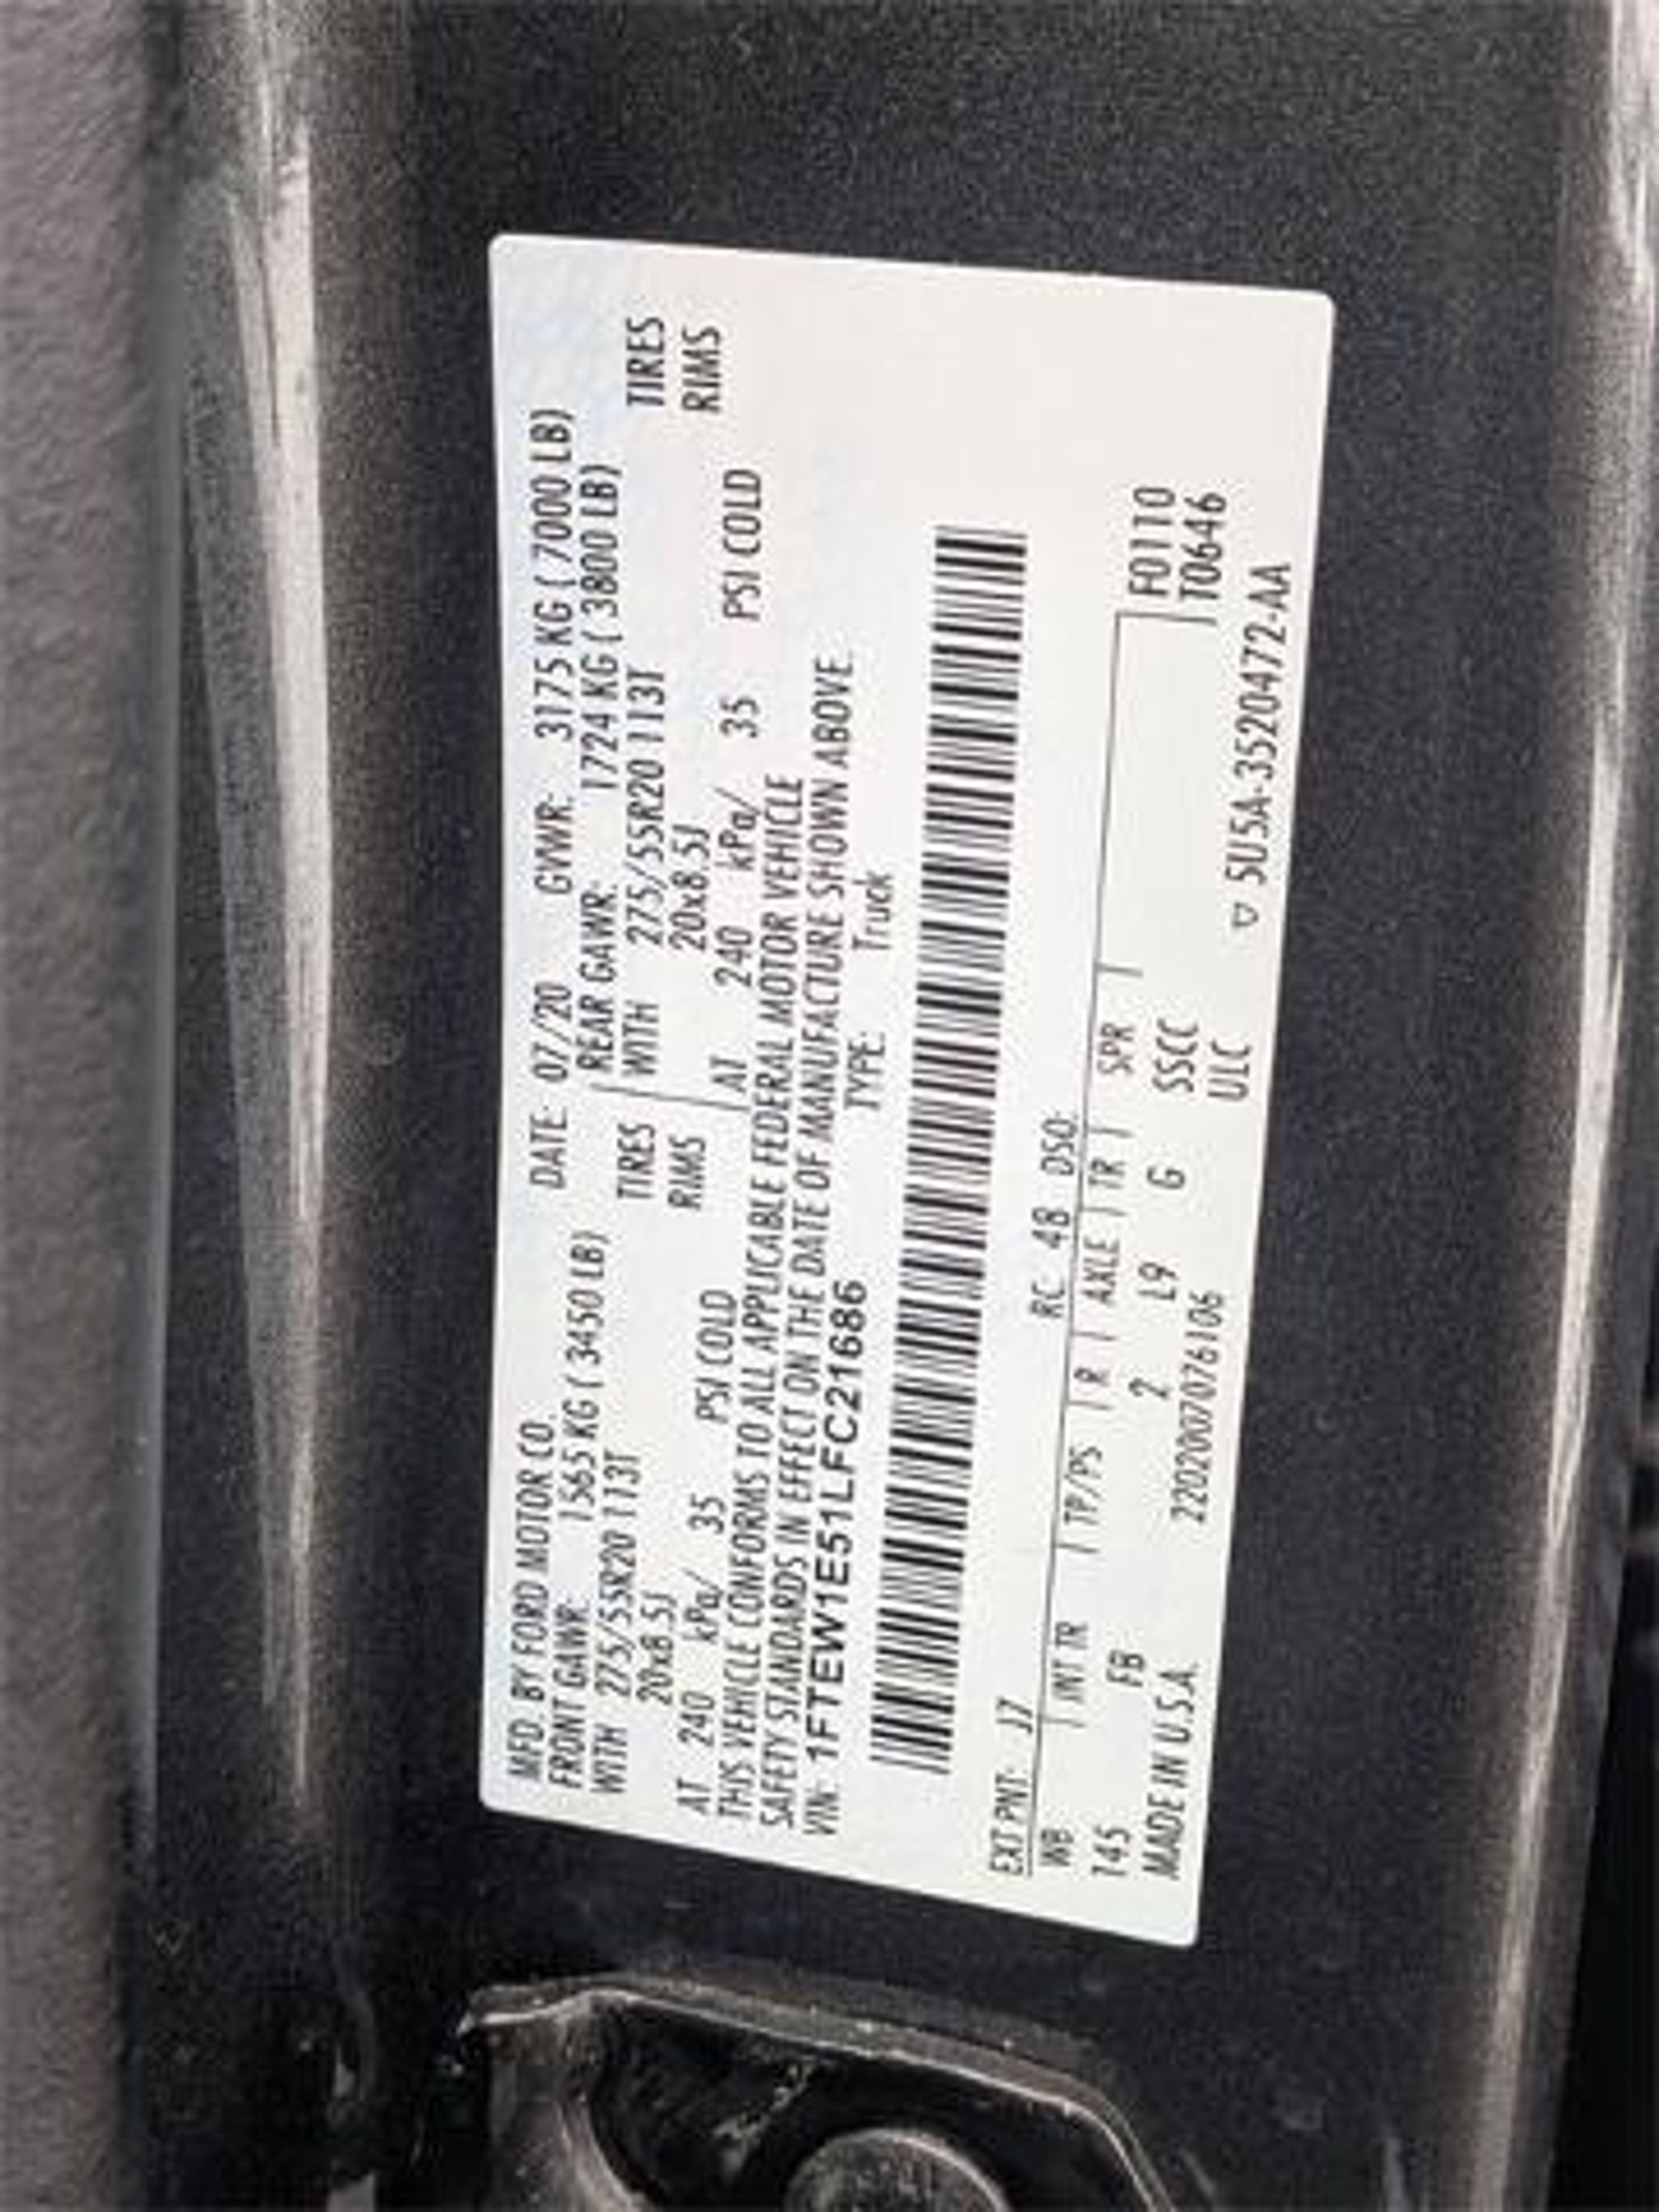 MFD. BY FORD MOTOR CO. DATE: 07/20 GVWR: 3175 KG ( 7000 LB)
FRONT GAWR: 1565 KG ( 3450 LB) REAR GAWR: 1724 KG ( 3800 LB)
WITH 275/55R20 113T TIRES WITH 275/55R20 113T TIRES
20x8.5J RIMS 20x8.5J RIMS
AT 240 kPa/ 35 PSI COLD AT 240 kPa/ 35 PSI COLD
THIS VEHICLE CONFORMS TO ALL APPLICABLE FEDERAL MOTOR VEHICLE
SAFETY STANDARDS IN EFFECT ON THE DATE OF MANUFACTURE SHOWN ABOVE.
VIN: 1FTEW1E51LFC21686 TYPE: Truck
EXT PNT: J7 RC: 48 DSO:
WB INT TR TP/PS R AXLE TR SPR F0110
145 FB 2 L9 G SSCC T0646
MADE IN U.S.A. 2202007076106 ULC
▽ 5U5A-3520472-AA